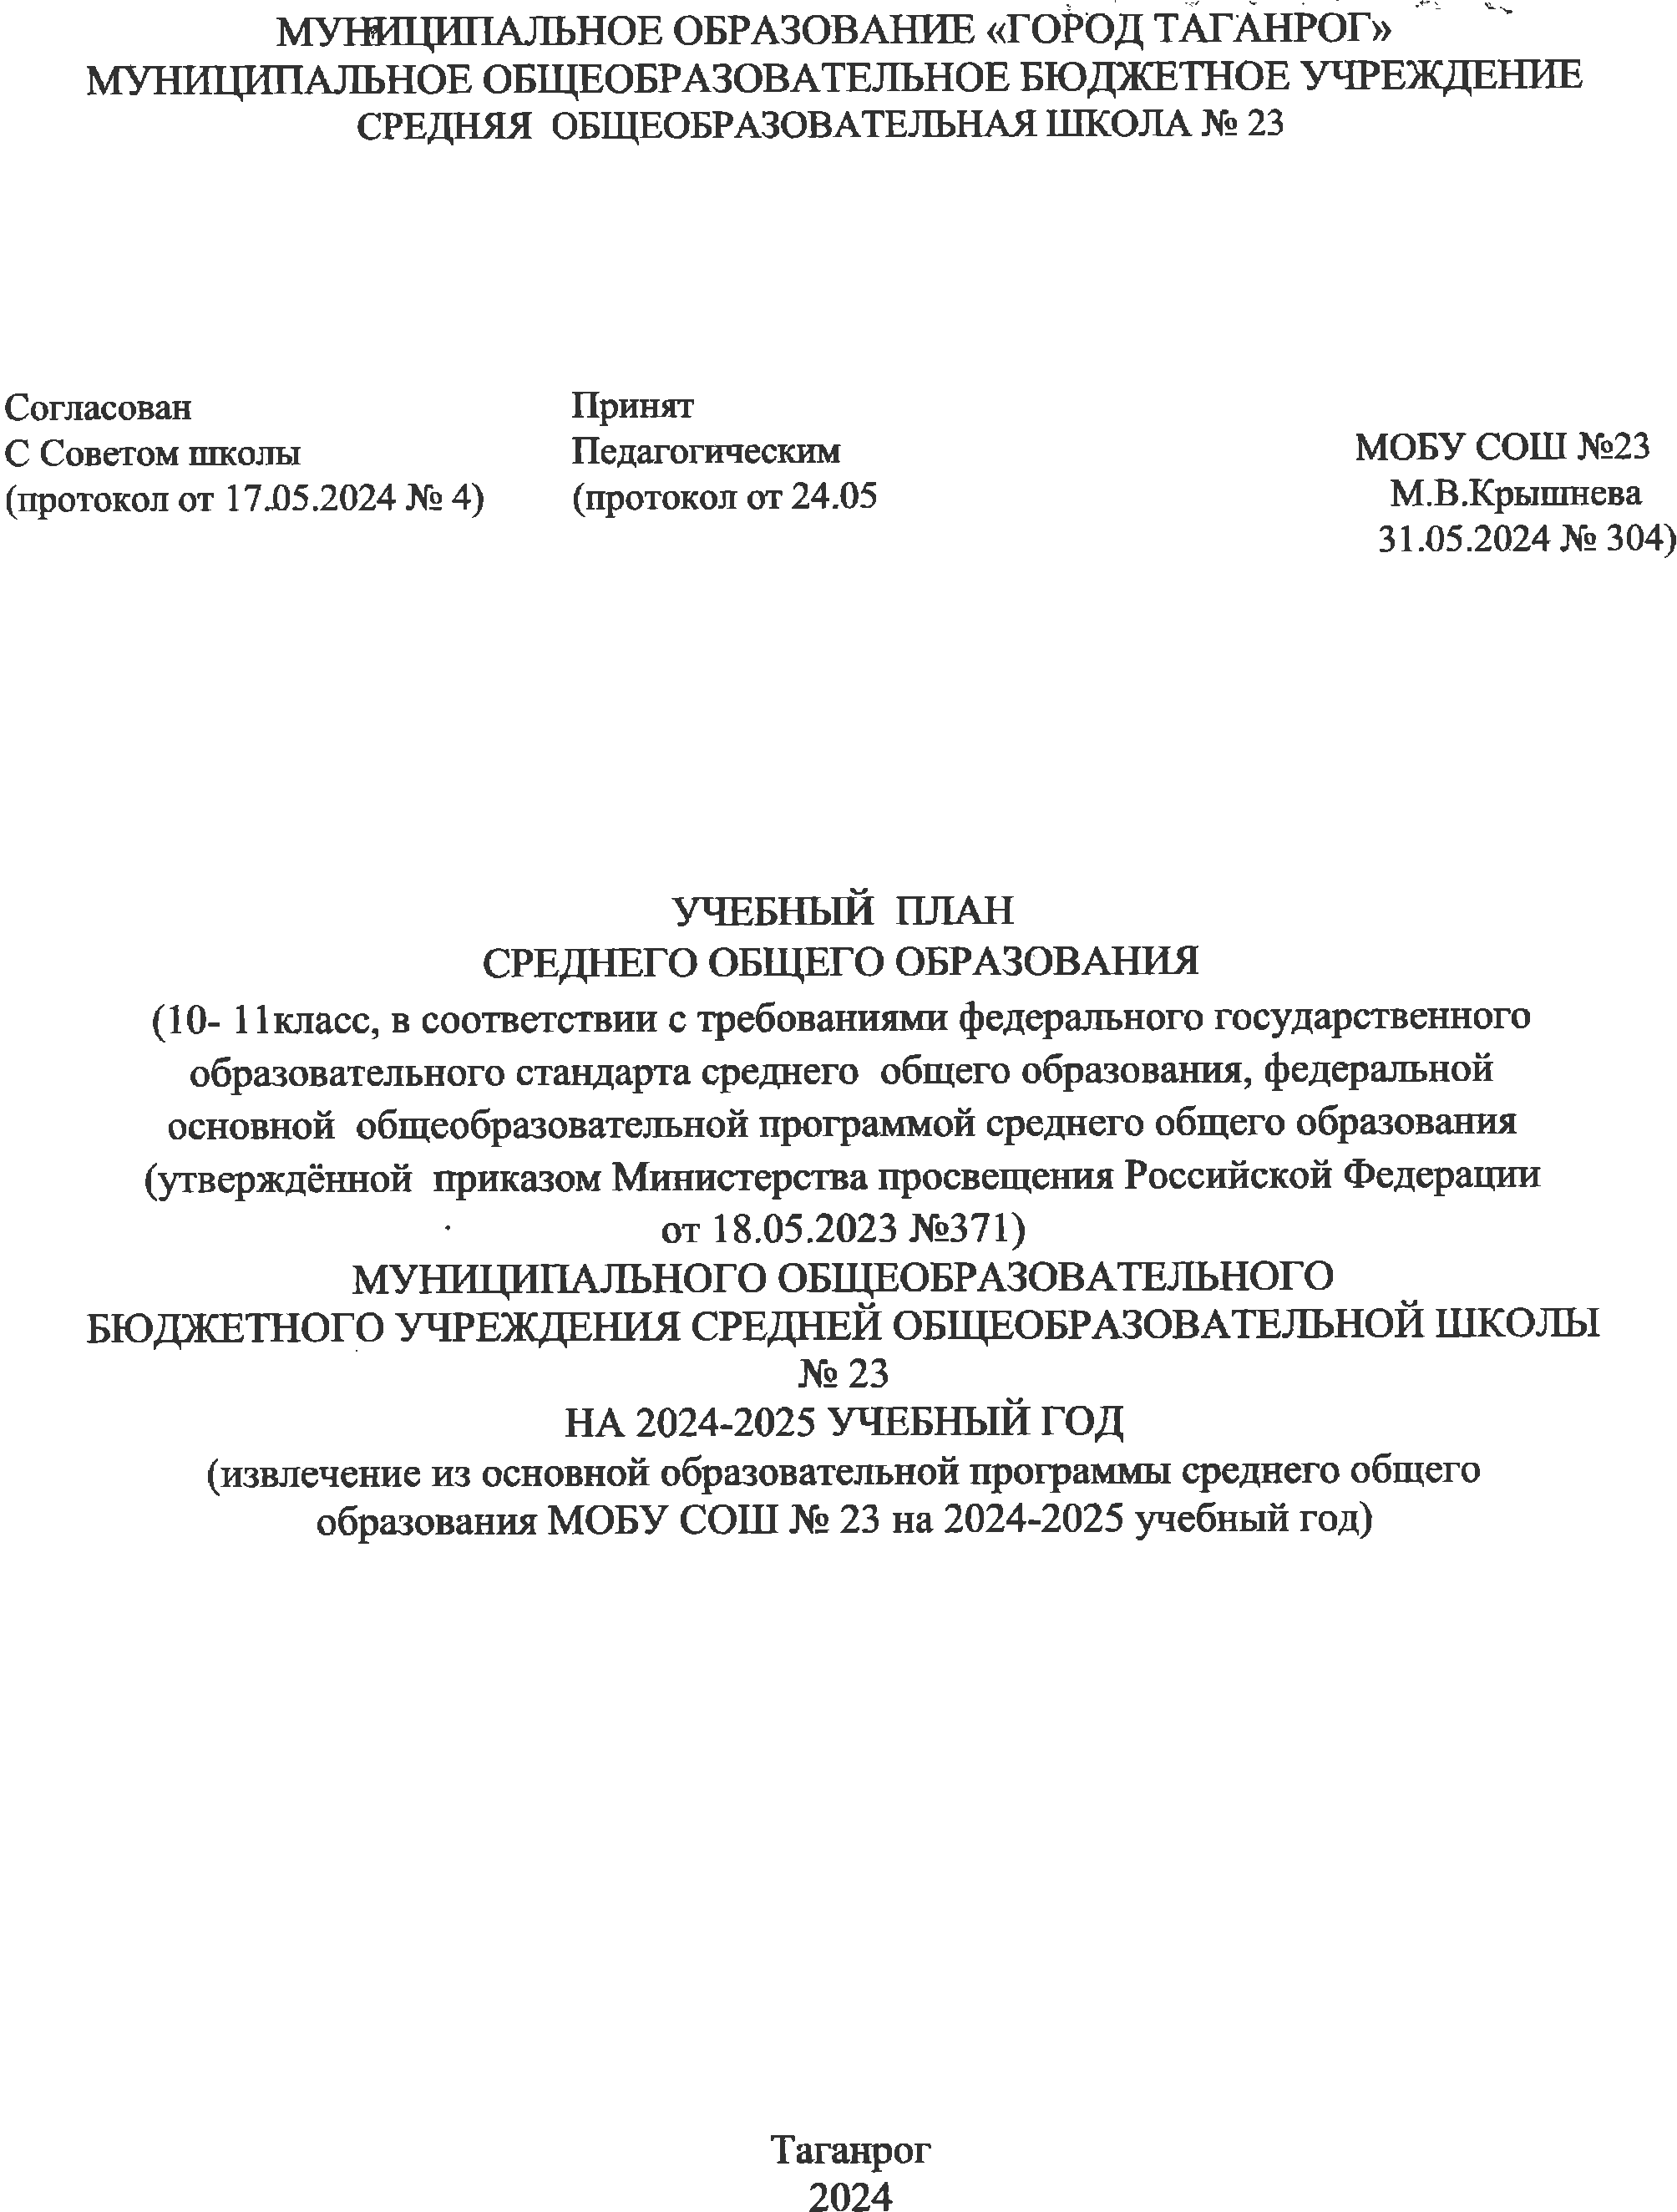 МУНИЦИПАЛЬНОЕ ОБРАЗОВАНИЕ «ГОРОД ТАГАНРОГ»
МУНИЦИПАЛЬНОЕ ОБЩЕОБРАЗОВАТЕЛЬНОЕ БЮДЖЕТНОЕ УЧРЕЖДЕНИЕ
СРЕДНЯЯ ОБЩЕОБРАЗОВАТЕЛЬНАЯ ШКОЛА № 23
Согласован
С Советом школы
(протокол от 17.05.2024 № 4)
Принят
Педагогическим
(протокол от 24.05
МОБУ СОШ №23
М.В.Крышнева
31.05.2024 № 304)
УЧЕБНЫЙ ПЛАН
СРЕДНЕГО ОБЩЕГО ОБРАЗОВАНИЯ
(10- 11класс, в соответствии с требованиями федерального государственного
образовательного стандарта среднего общего образования, федеральной
основной общеобразовательной программой среднего общего образования
(утверждённой приказом Министерства просвещения Российской Федерации
от 18.05.2023 №371)
МУНИЦИПАЛЬНОГО ОБЩЕОБРАЗОВАТЕЛЬНОГО
БЮДЖЕТНОГО УЧРЕЖДЕНИЯ СРЕДНЕЙ ОБЩЕОБРАЗОВАТЕЛЬНОЙ ШКОЛЫ
№ 23
НА 2024-2025 УЧЕБНЫЙ ГОД
(извлечение из основной образовательной программы среднего общего
образования МОБУ СОШ № 23 на 2024-2025 учебный год)
Таганрог
2024